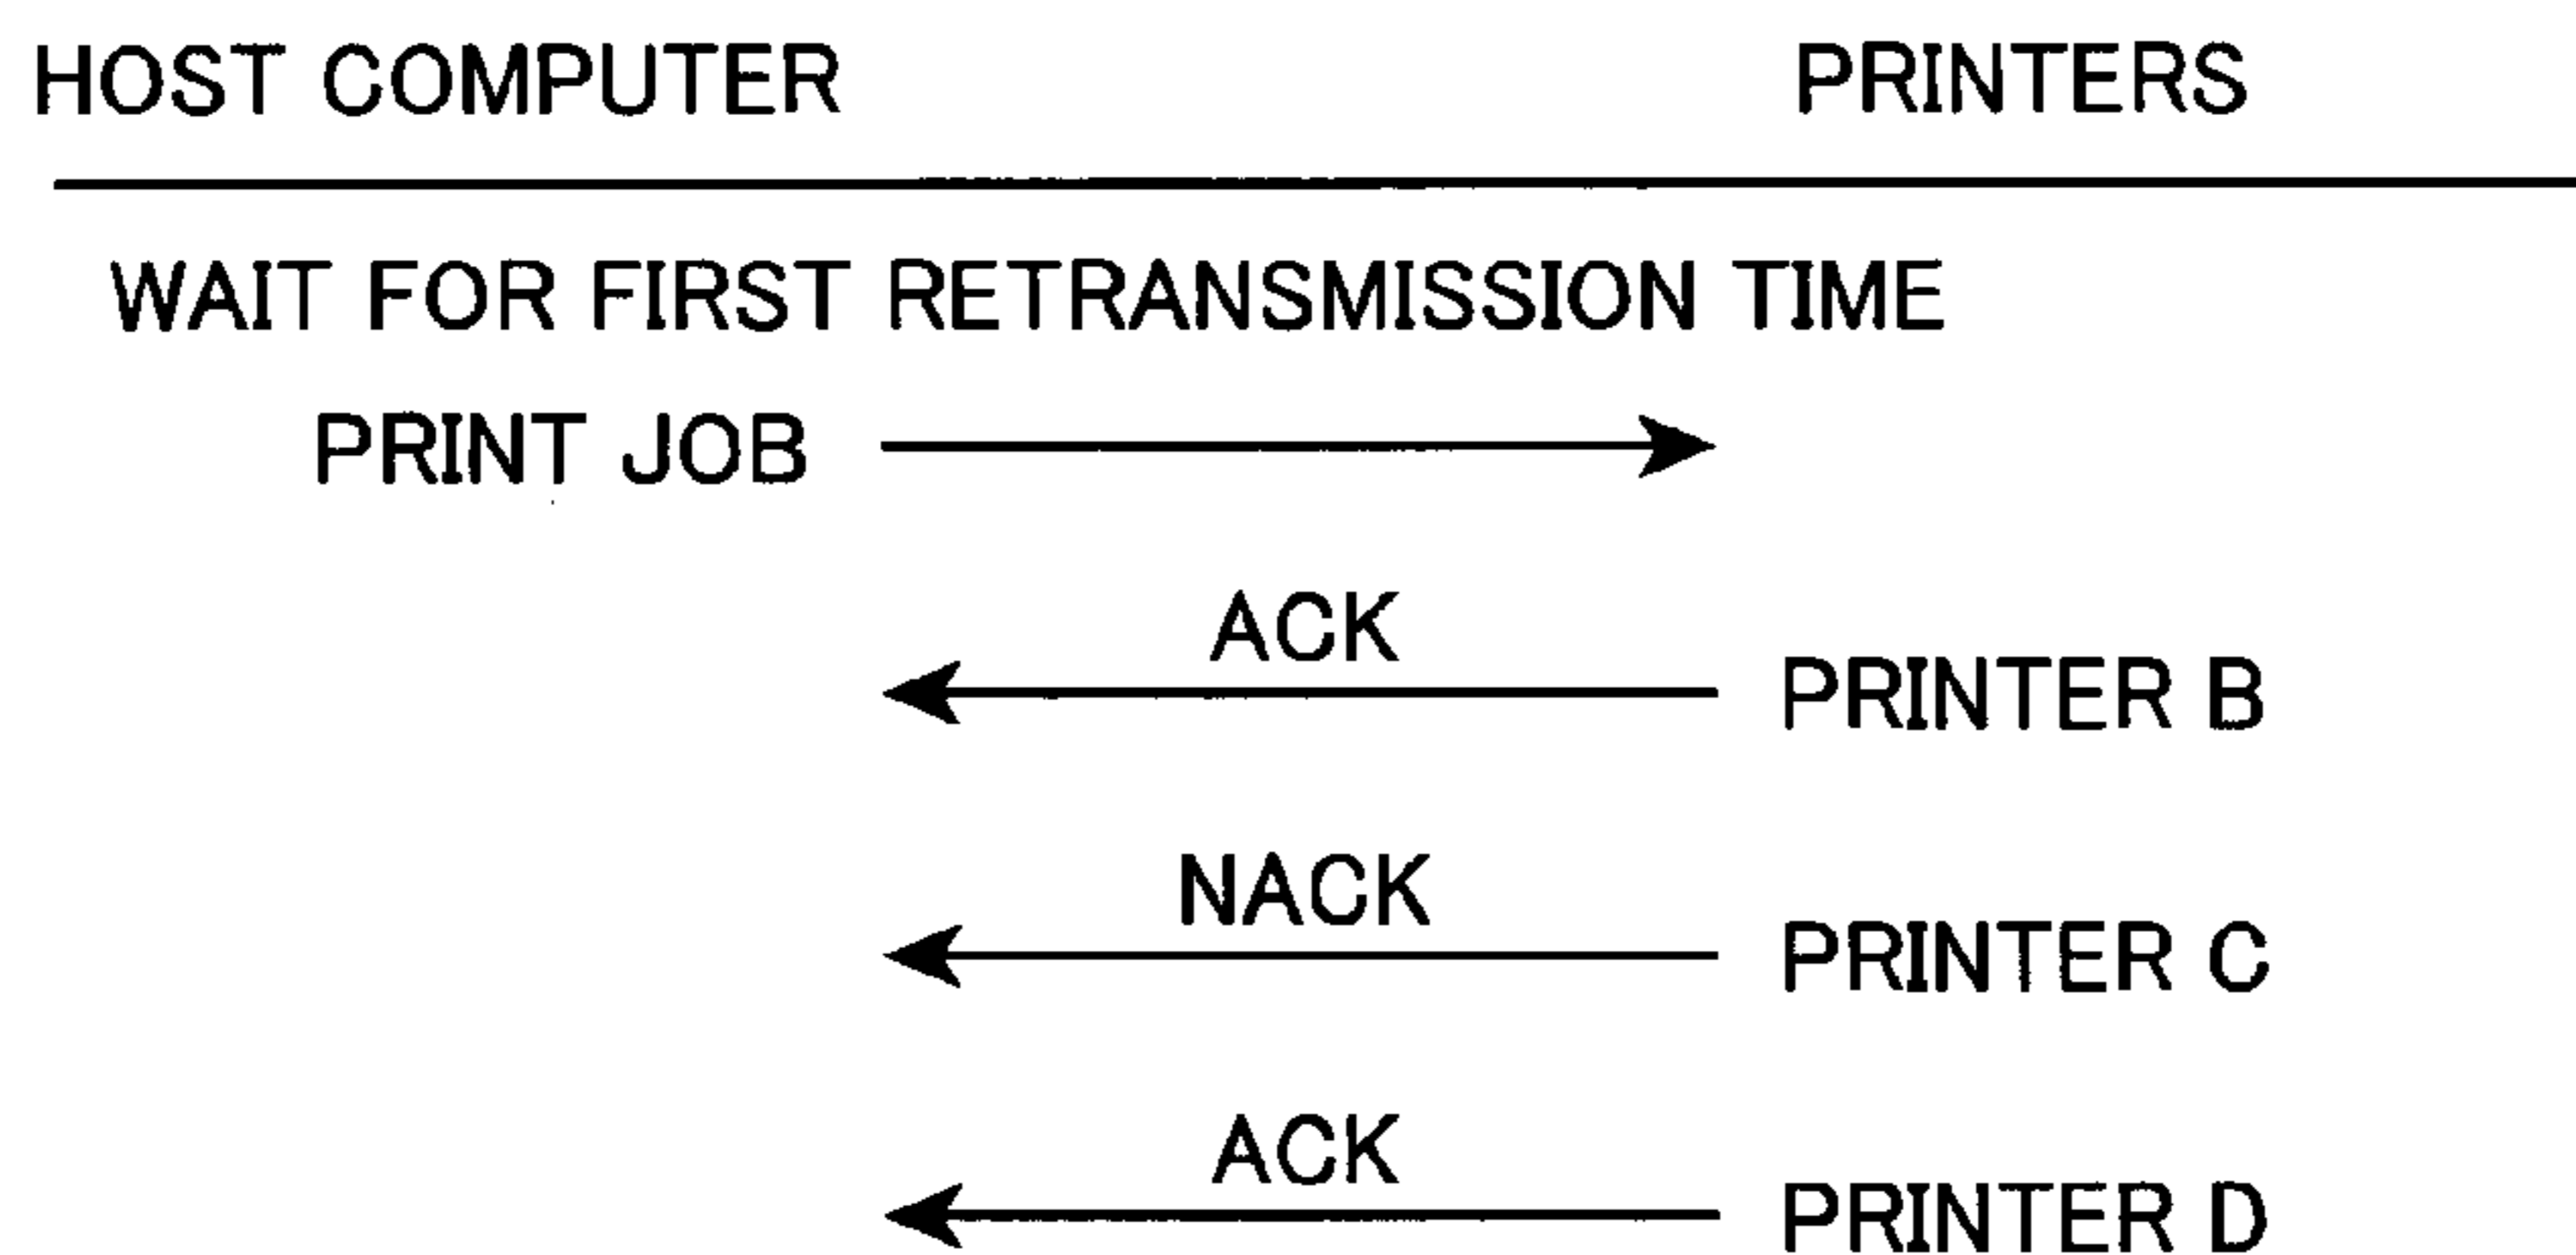 HOST COMPUTER PRINTERS
WAIT FOR FIRST RETRANSMISSION TIME
PRINT JOB
ACK
PRINTER B
NACK
PRINTER C
ACK
PRINTER D